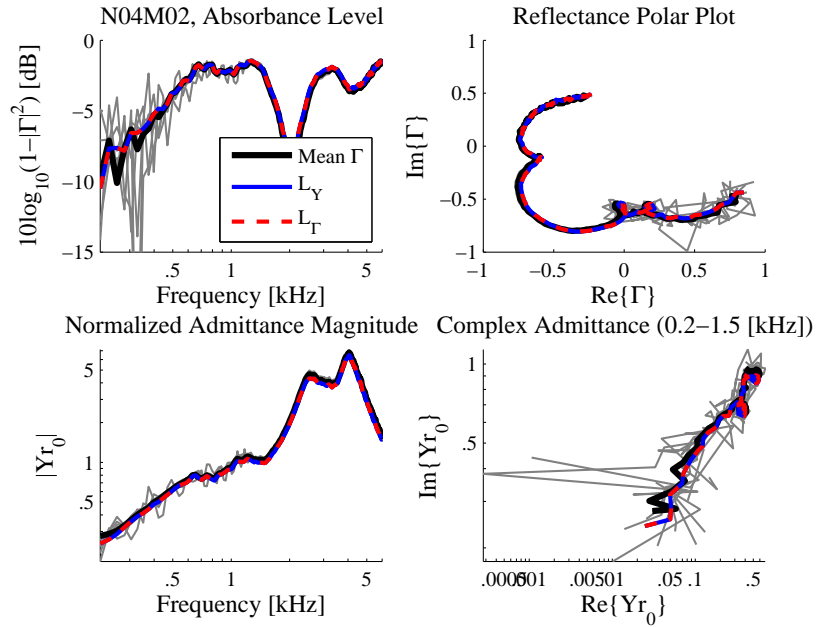 N04M02, Absorbance Level
10log10(1−|Γ|²) [dB]
0
−5
−10
−15
.5 1 5
Frequency [kHz]
Mean Γ
L_Y
L_Γ
Reflectance Polar Plot
Im{Γ}
1
0.5
0
−0.5
−1
−1 −0.5 0 0.5 1
Re{Γ}
Normalized Admittance Magnitude
|Yr0|
5
1
.5
.5 1 5
Frequency [kHz]
Complex Admittance (0.2−1.5 [kHz])
Im{Yr0}
1
.5
.05 .1 .5
Re{Yr0}